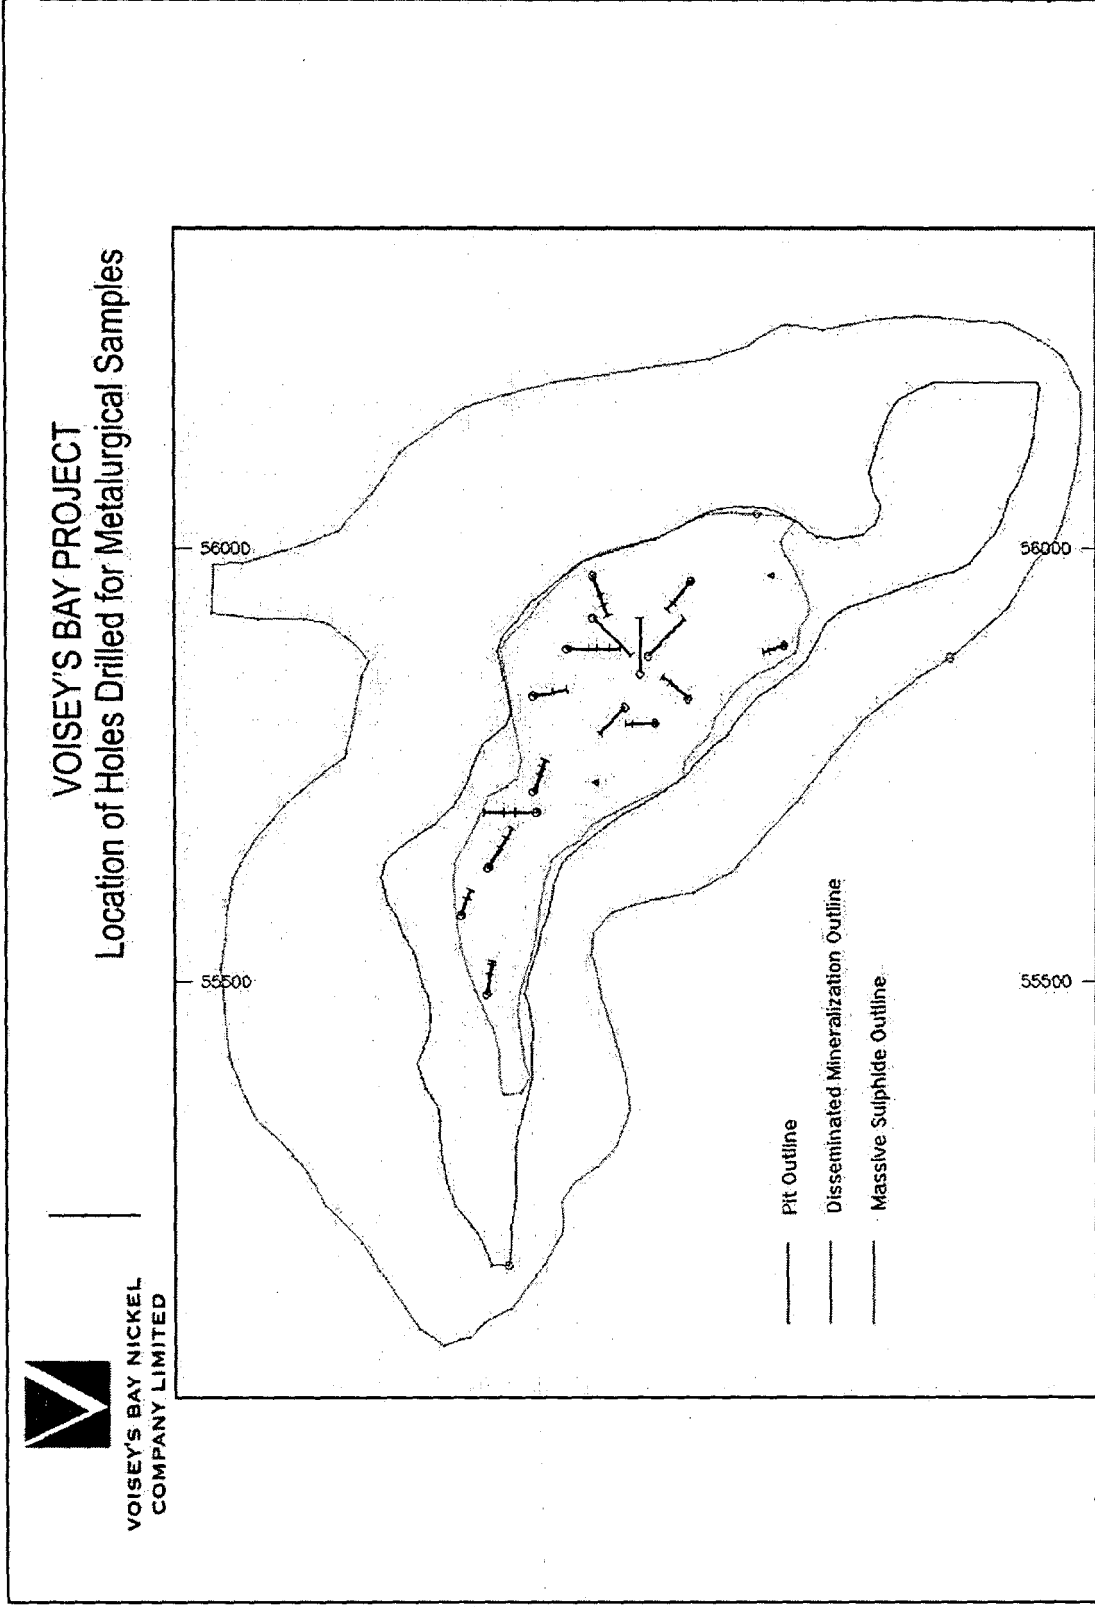 VOISEY'S BAY PROJECT
Location of Holes Drilled for Metalurgical Samples
VOISEY'S BAY NICKEL
COMPANY LIMITED
55500
56000
55500
56000
Pit Outline
Disseminated Mineralization Outline
Massive Sulphide Outline